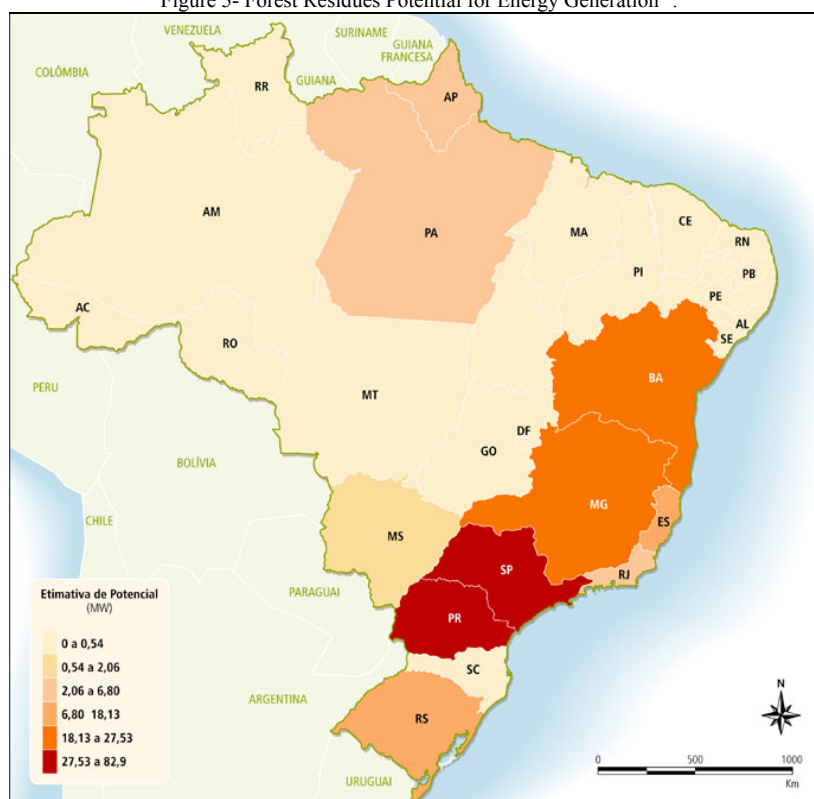 Figure 5- Forest Residues Potential for Energy Generation .
VENEZUELA
SURINAME
GUIANA
FRANCESA
COLÔMBIA
GUIANA
RR
AP
AM
PA
MA
CE
RN
PB
PI
PE
AL
SE
AC
RO
PERU
MT
BA
DF
GO
BOLÍVIA
MG
CHILE
MS
ES
SP
RJ
PARAGUAI
PR
SC
ARGENTINA
RS
URUGUAI
Etimativa de Potencial
(MW)
0 a 0,54
0,54 a 2,06
2,06 a 6,80
6,80 18,13
18,13 a 27,53
27,53 a 82,9
N
0 500 1000
Km